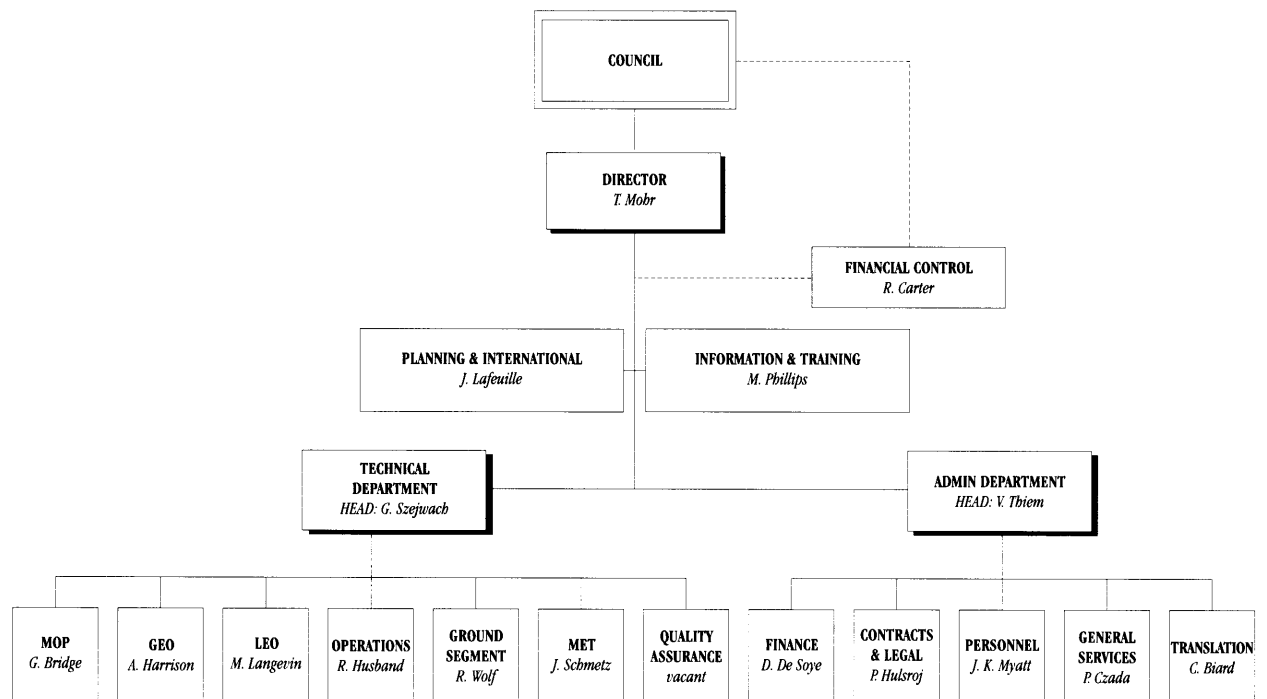 COUNCIL
DIRECTOR
T. Mohr
FINANCIAL CONTROL
R. Carter
PLANNING & INTERNATIONAL
J. Lafeuille
INFORMATION & TRAINING
M. Phillips
TECHNICAL
DEPARTMENT
HEAD: G. Szejwach
ADMIN DEPARTMENT
HEAD: V. Thiem
MOP
G. Bridge
GEO
A. Harrison
LEO
M. Langevin
OPERATIONS
R. Husband
GROUND
SEGMENT
R. Wolf
MET
J. Schmetz
QUALITY
ASSURANCE
vacant
FINANCE
D. De Soye
CONTRACTS
& LEGAL
P. Hulsroj
PERSONNEL
J. K. Myatt
GENERAL
SERVICES
P. Czada
TRANSLATION
C. Biard